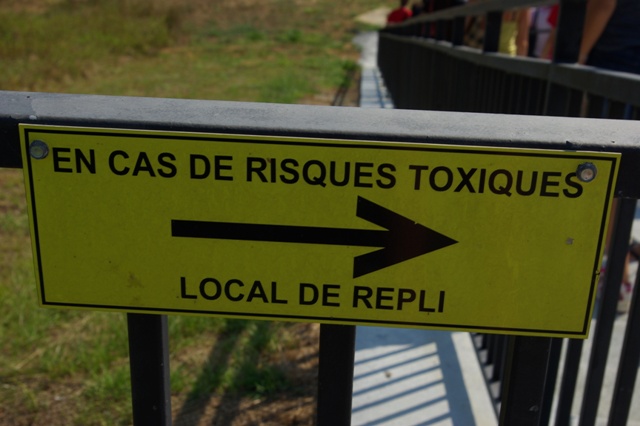 EN CAS DE RISQUES TOXIQUES
LOCAL DE REPLI